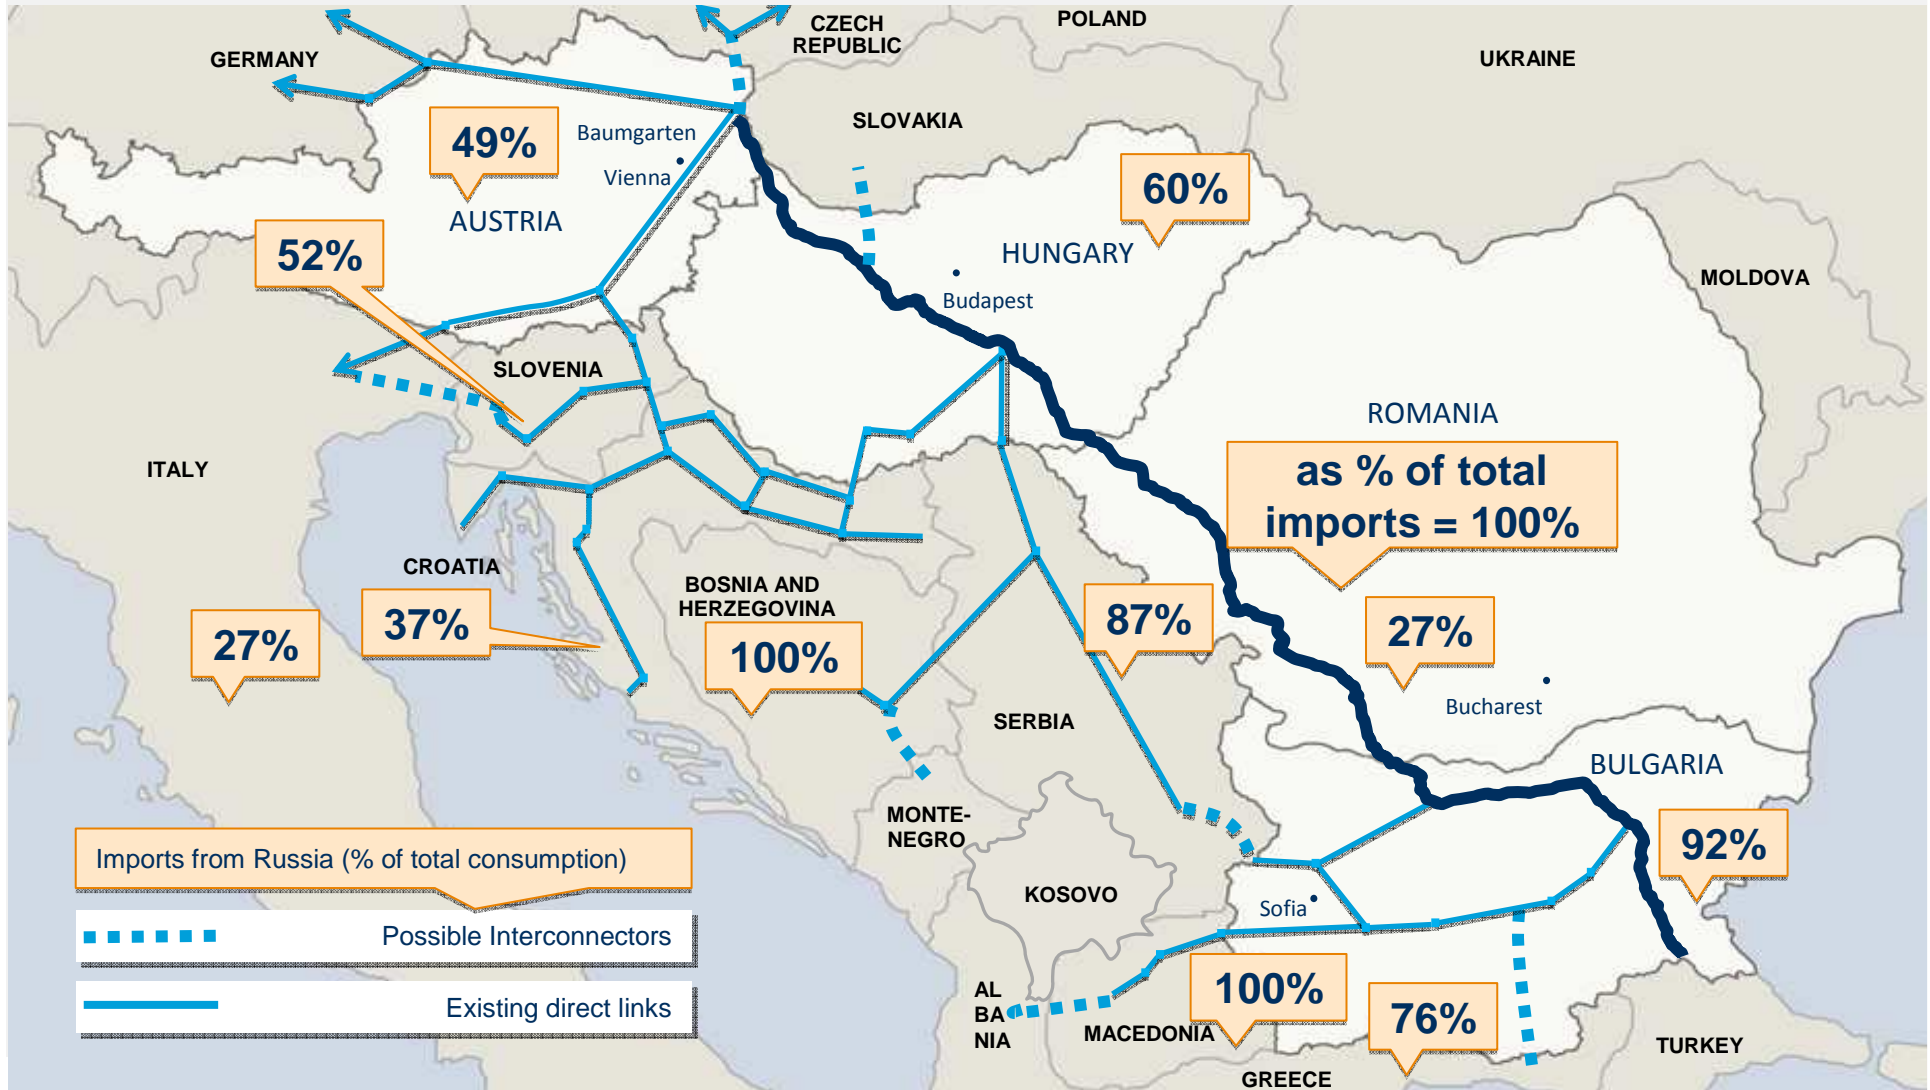 CZECH
REPUBLIC
POLAND
GERMANY
UKRAINE
SLOVAKIA
49%
Baumgarten
Vienna
60%
AUSTRIA
52%
HUNGARY
Budapest
MOLDOVA
SLOVENIA
ROMANIA
as % of total
imports = 100%
ITALY
CROATIA
BOSNIA AND
HERZEGOVINA
37%
87%
27%
27%
100%
Bucharest
SERBIA
BULGARIA
MONTE-
NEGRO
92%
Imports from Russia (% of total consumption)
KOSOVO
Sofia
Possible Interconnectors
100%
AL
BA
NIA
Existing direct links
76%
MACEDONIA
TURKEY
GREECE